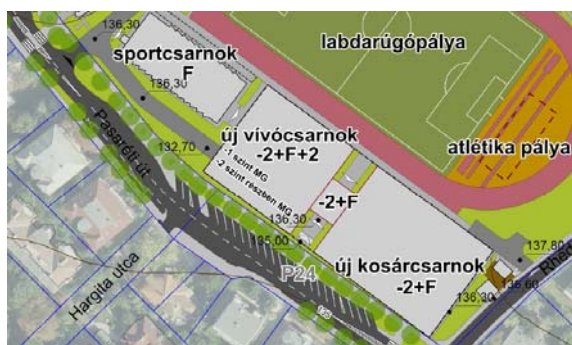 136,30
labdarúgópálya
sportcsarnok
F
136,30
Pasaréti út
új vívócsarnok
-2+F+2
132,70
-1 szint MG
-2 szint részben MG
atlétika pálya
-2+F
136,30
135,00
P24
új kosárcsarnok
-2+F
137,80
136,60
136,30
Hargita utca